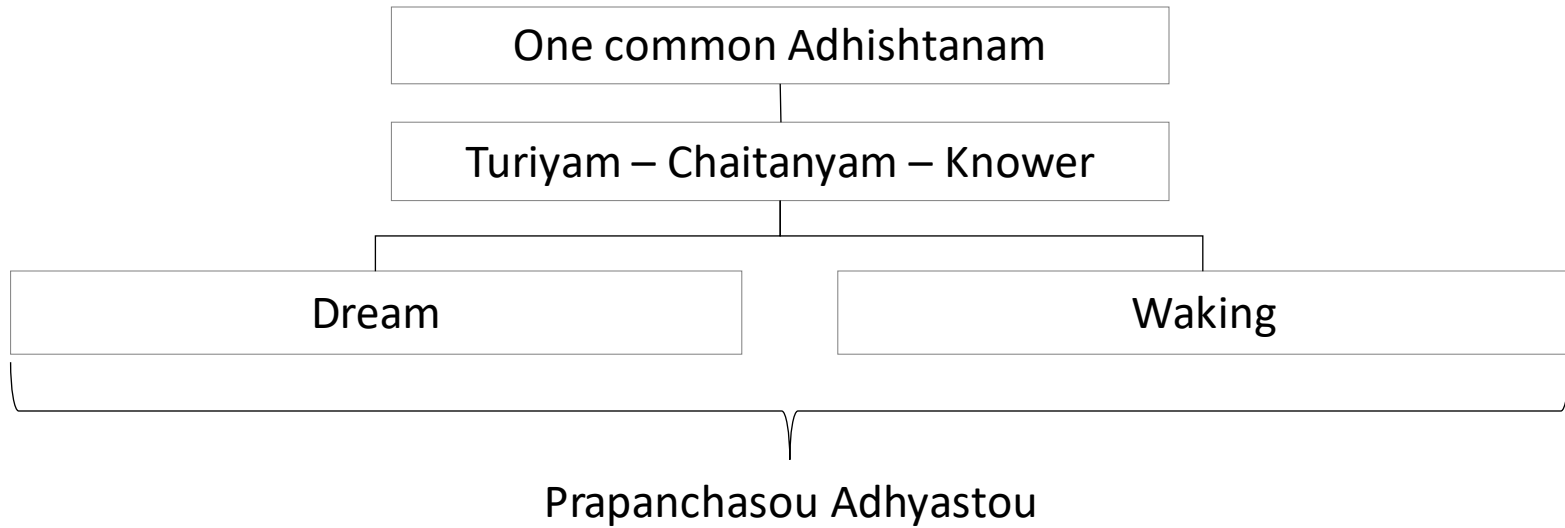 One common Adhishtanam
Turiyam – Chaitanyam – Knower
Dream
Waking
Prapanchasou Adhyastou